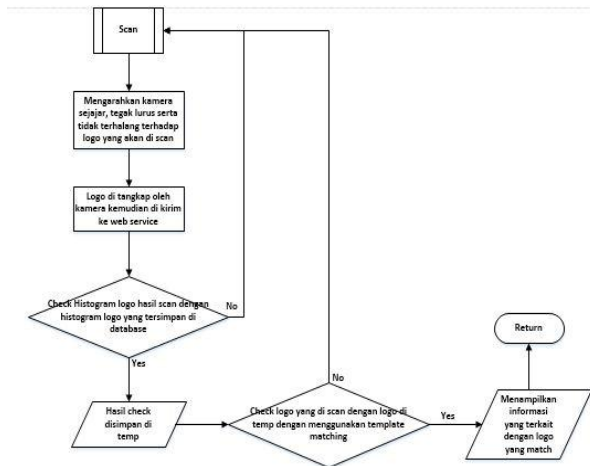 Scan
Mengarahkan kamera
sejajar, tegak lurus serta
tidak terhalang terhadap
logo yang akan di scan
Logo di tangkap oleh
kamera kemudian di kirim
ke web service
Check Histogram logo hasil scan dengan
histogram logo yang tersimpan di
database
No
Yes
Hasil check
disimpan di
temp
Check logo yang di scan dengan logo di
temp dengan menggunakan template
matching
No
Yes
Menampilkan
informasi
yang terkait
dengan logo
yang match
Return